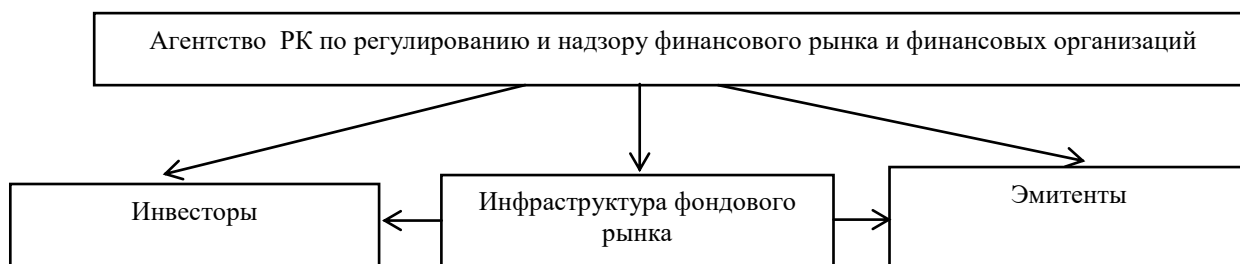 Агентство РК по регулированию и надзору финансового рынка и финансовых организаций
Инвесторы
Инфраструктура фондового
рынка
Эмитенты